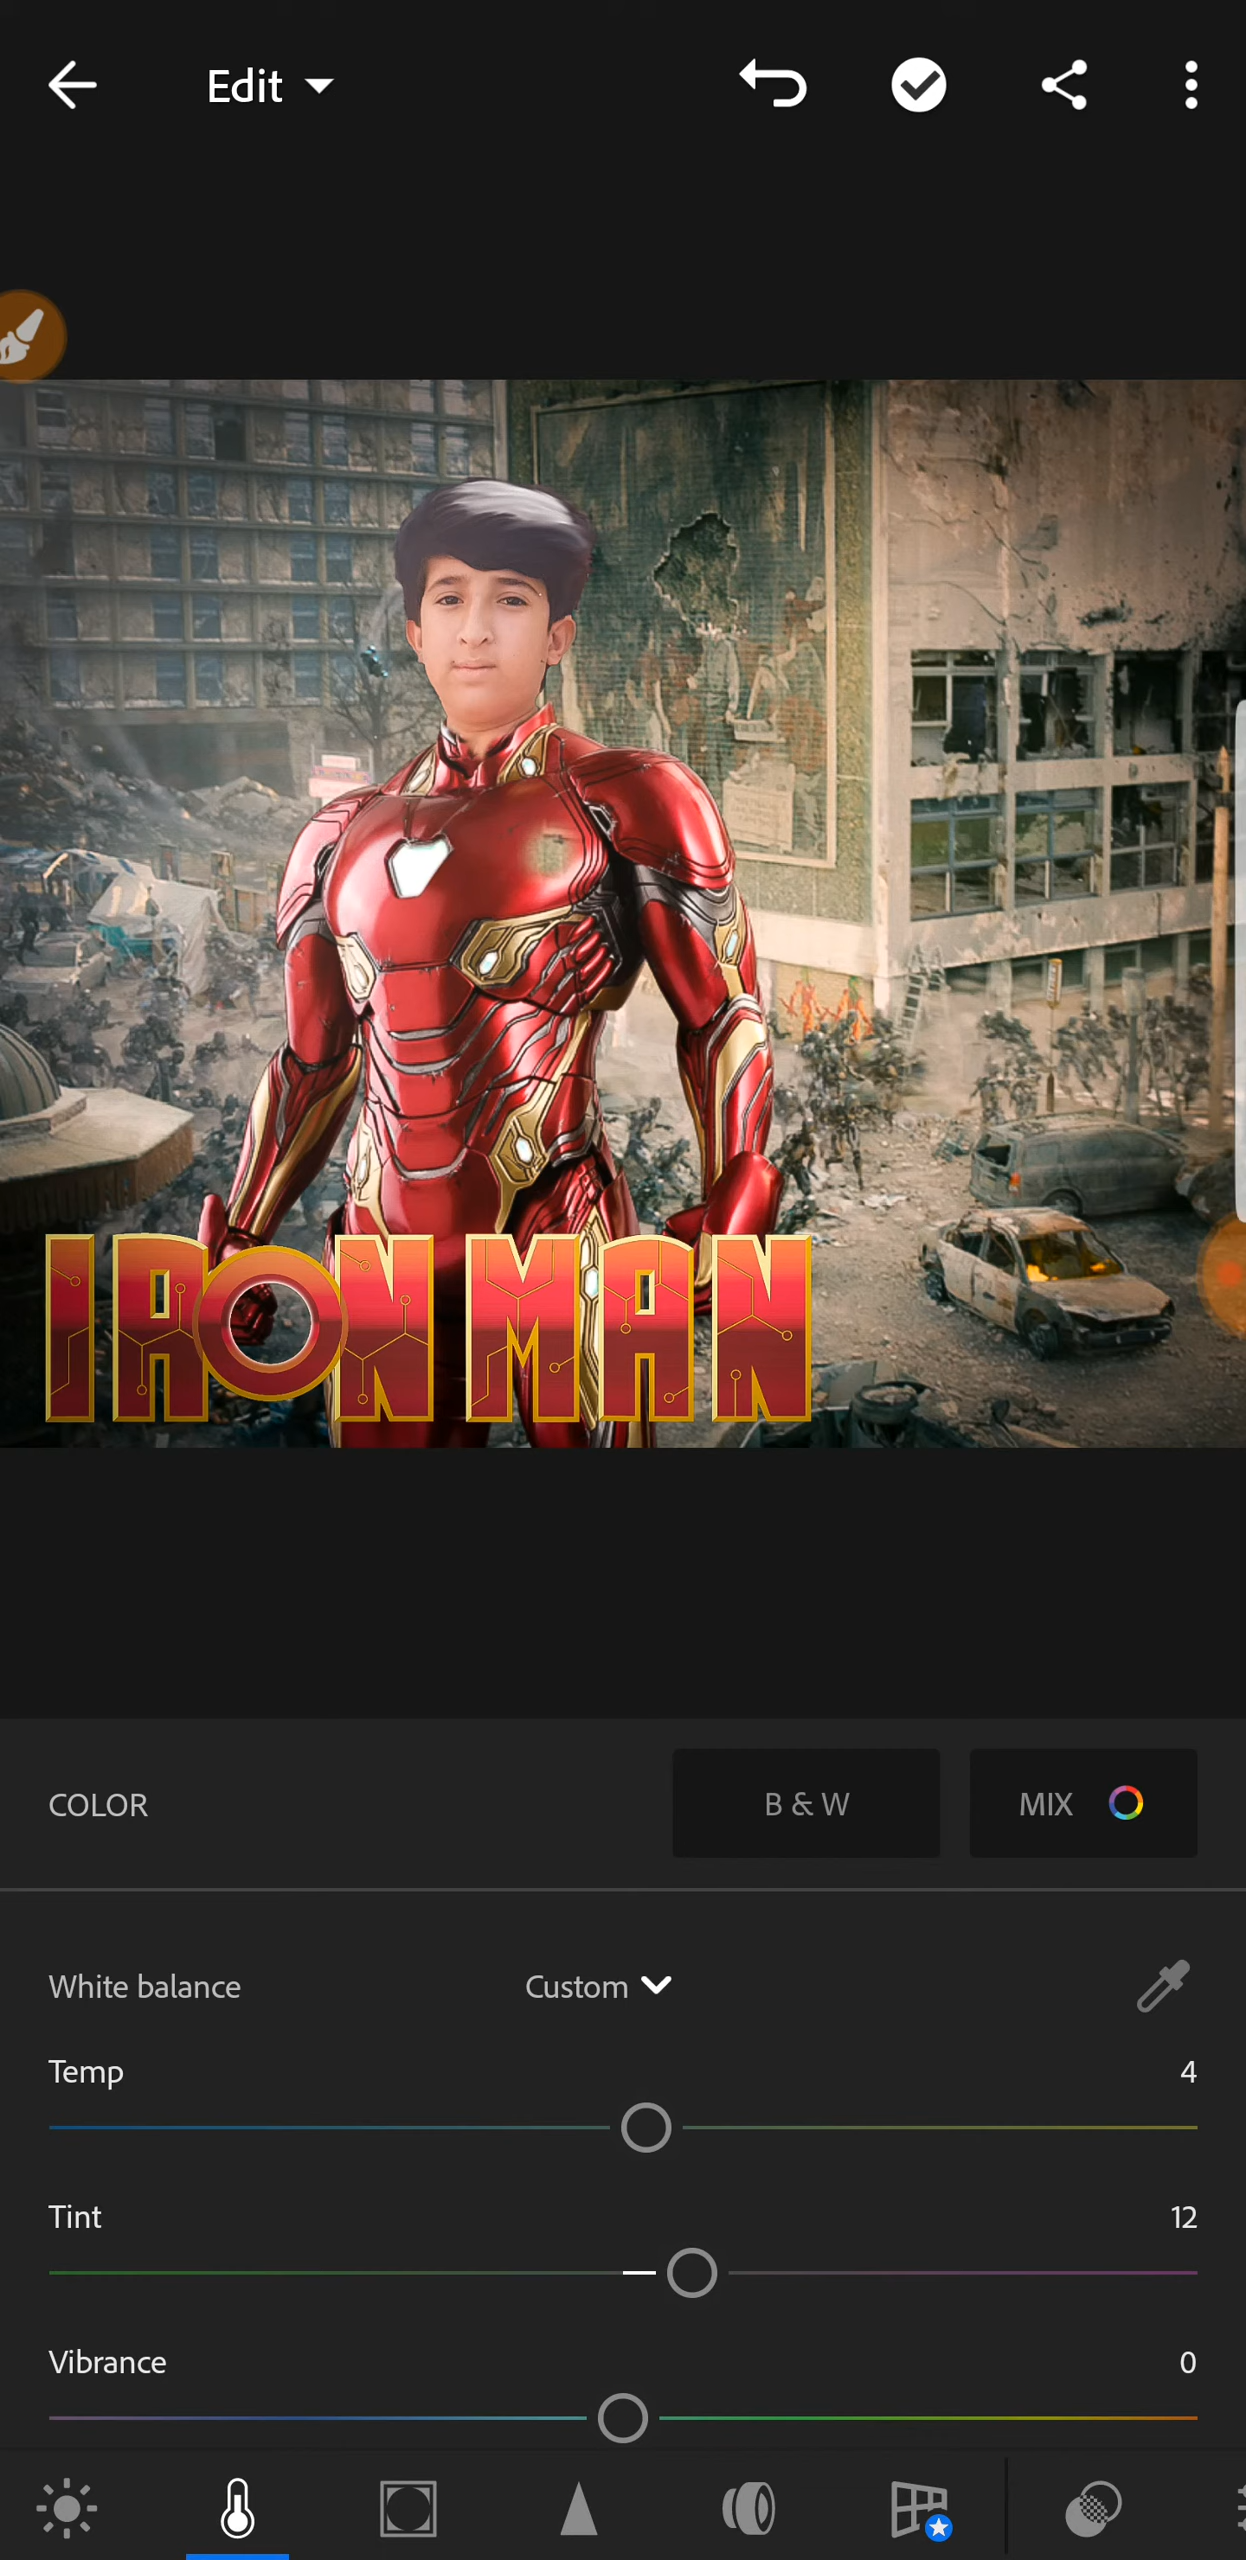 Edit
IRON MAN
COLOR
B & W
MIX
White balance
Custom
Temp
4
Tint
12
Vibrance
0